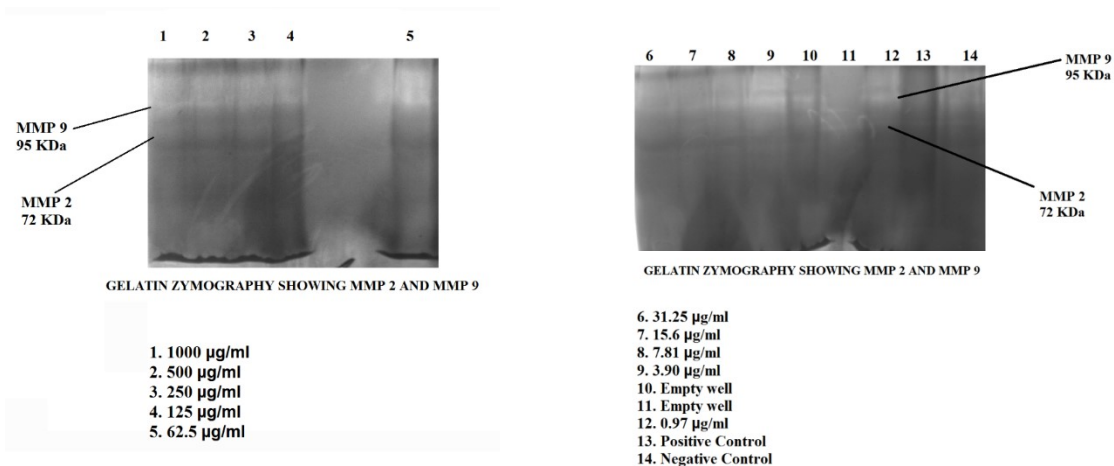 1 2 3 4 5
MMP 9
95 KDa
MMP 2
72 KDa
GELATIN ZYMOGRAPHY SHOWING MMP 2 AND MMP 9
1. 1000 µg/ml
2. 500 µg/ml
3. 250 µg/ml
4. 125 µg/ml
5. 62.5 µg/ml
6 7 8 9 10 11 12 13 14
MMP 9
95 KDa
MMP 2
72 KDa
GELATIN ZYMOGRAPHY SHOWING MMP 2 AND MMP 9
6. 31.25 µg/ml
7. 15.6 µg/ml
8. 7.81 µg/ml
9. 3.90 µg/ml
10. Empty well
11. Empty well
12. 0.97 µg/ml
13. Positive Control
14. Negative Control